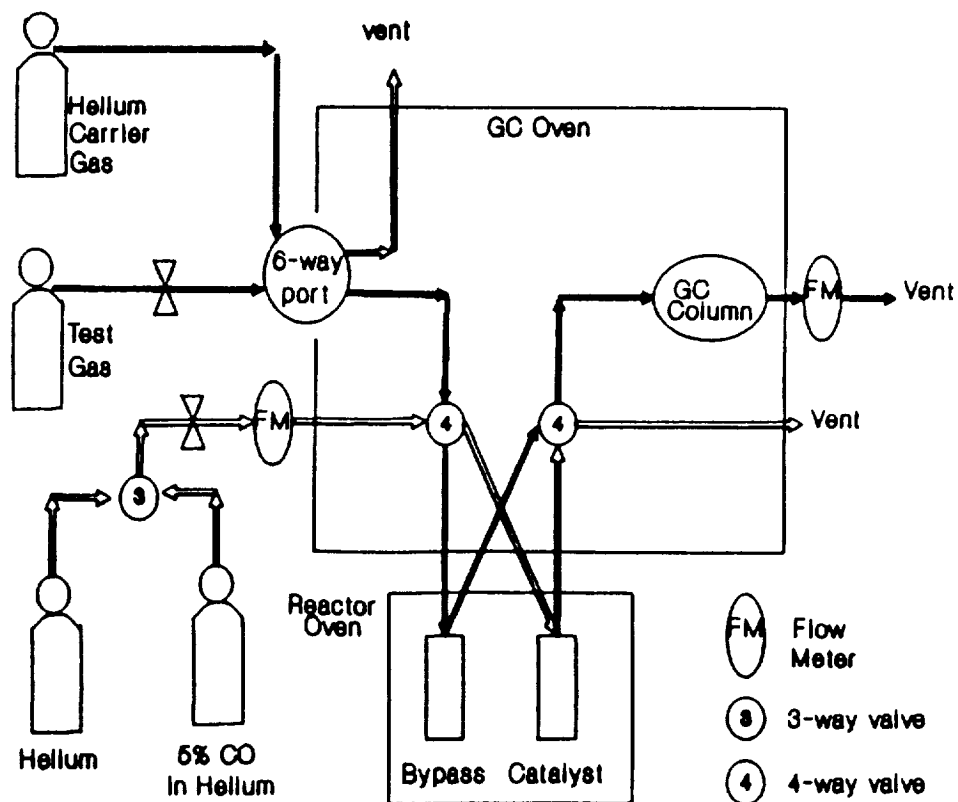 vent
Helium
Carrier
Gas
GC Oven
6-way
port
GC
Column
FM
Vent
Test
Gas
FM
4
4
Vent
3
Reactor
Oven
FM
Flow
Meter
3
3-way valve
Helium
5% CO
In Helium
Bypass
Catalyst
4
4-way valve